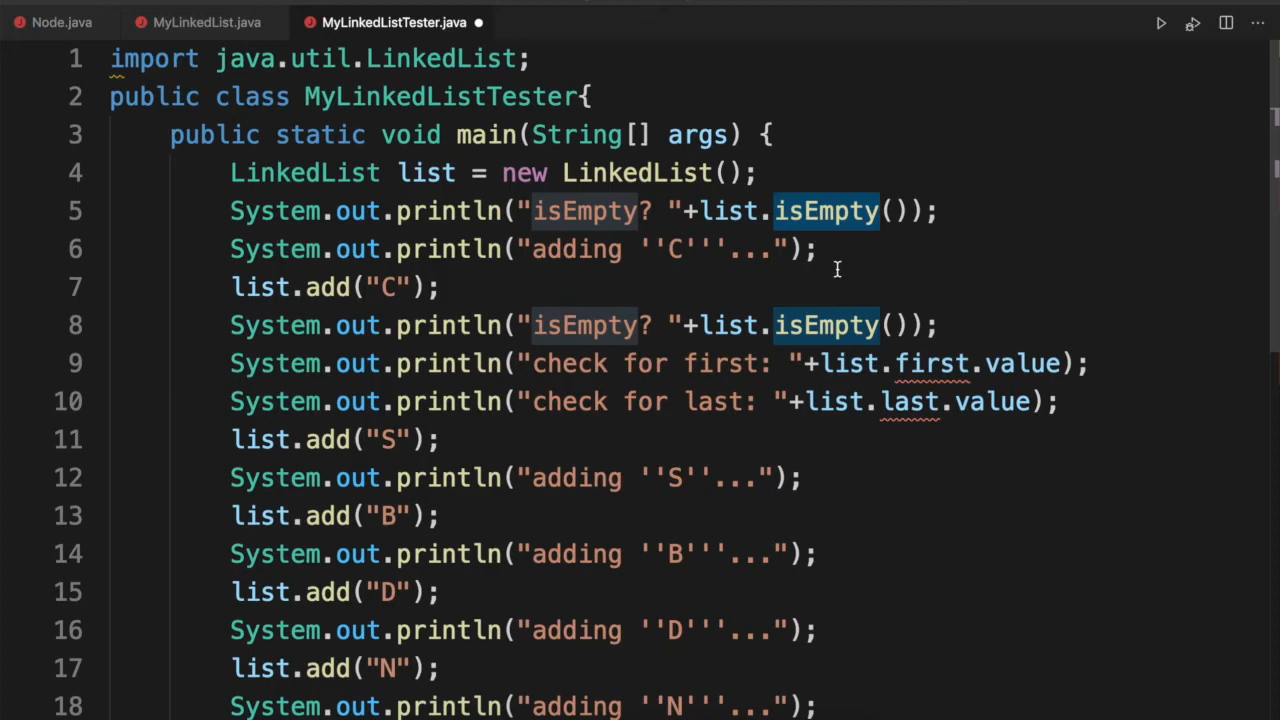 Node.java MyLinkedList.java MyLinkedListTester.java
1 import java.util.LinkedList;
2 public class MyLinkedListTester{
3 public static void main(String[] args) {
4 LinkedList list = new LinkedList();
5 System.out.println("isEmpty? "+list.isEmpty());
6 System.out.println("adding ''C'''...");
7 list.add("C");
8 System.out.println("isEmpty? "+list.isEmpty());
9 System.out.println("check for first: "+list.first.value);
10 System.out.println("check for last: "+list.last.value);
11 list.add("S");
12 System.out.println("adding ''S''...");
13 list.add("B");
14 System.out.println("adding ''B'''...");
15 list.add("D");
16 System.out.println("adding ''D'''...");
17 list.add("N");
18 System.out.println("adding ''N'''...");